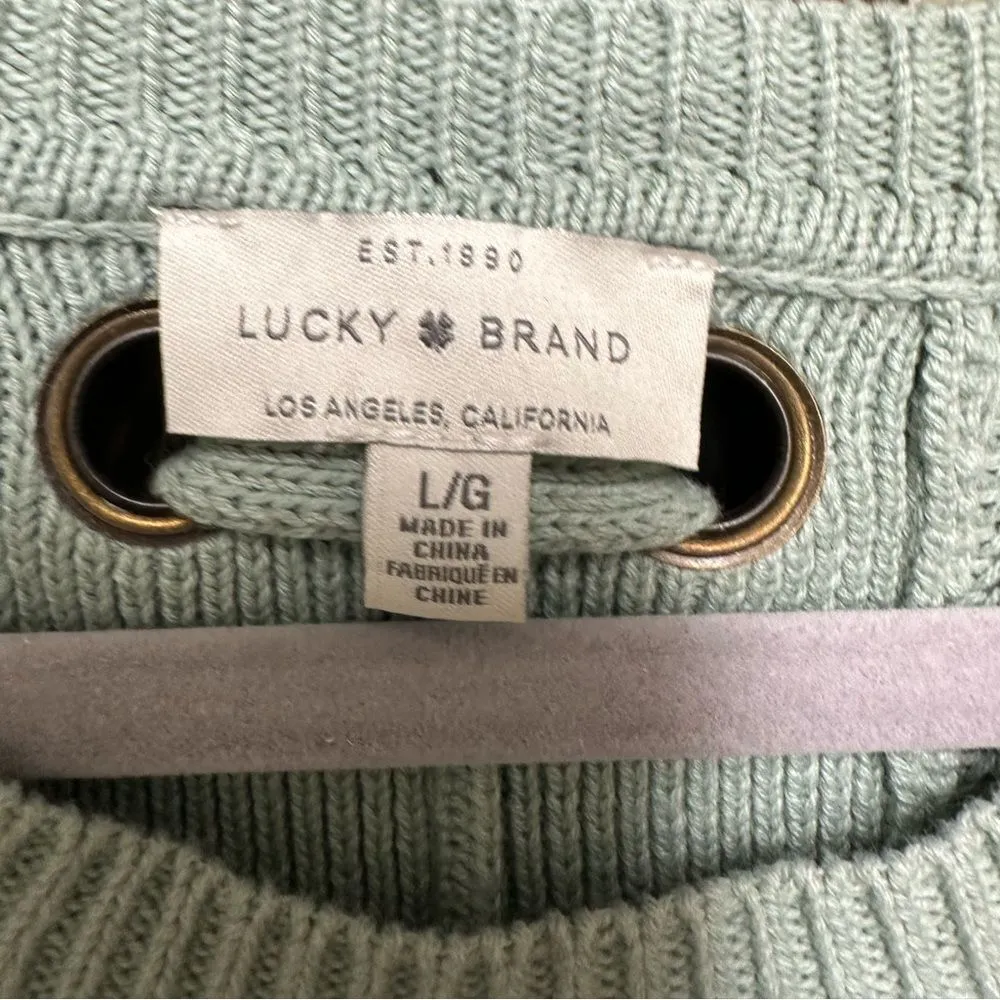 EST.1990
LUCKY BRAND
LOS ANGELES, CALIFORNIA
L/G
MADE IN
CHINA
FABRIQUÉ EN
CHINE